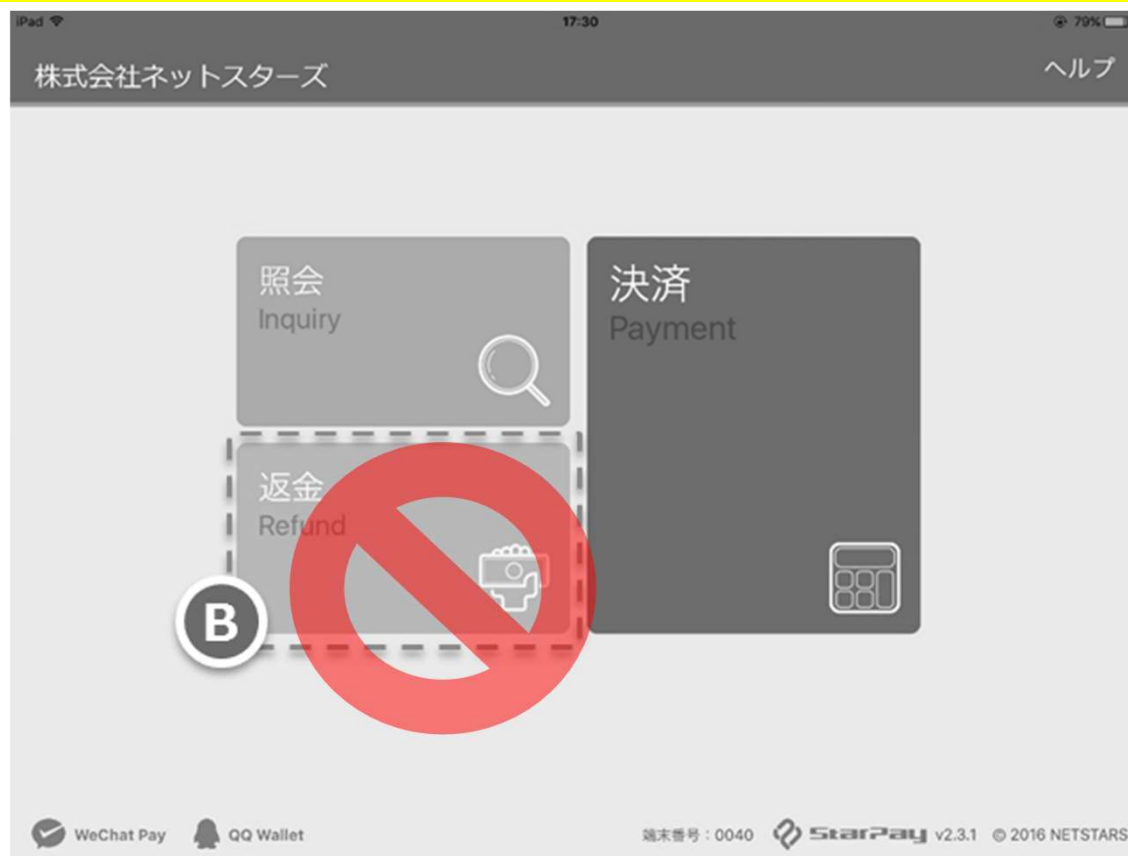 iPad 17:30 79%
株式会社ネットスターズ ヘルプ
照会
Inquiry
決済
Payment
返金
Refund
B
WeChat Pay QQ Wallet 端末番号：0040 StarPay v2.3.1 © 2016 NETSTARS